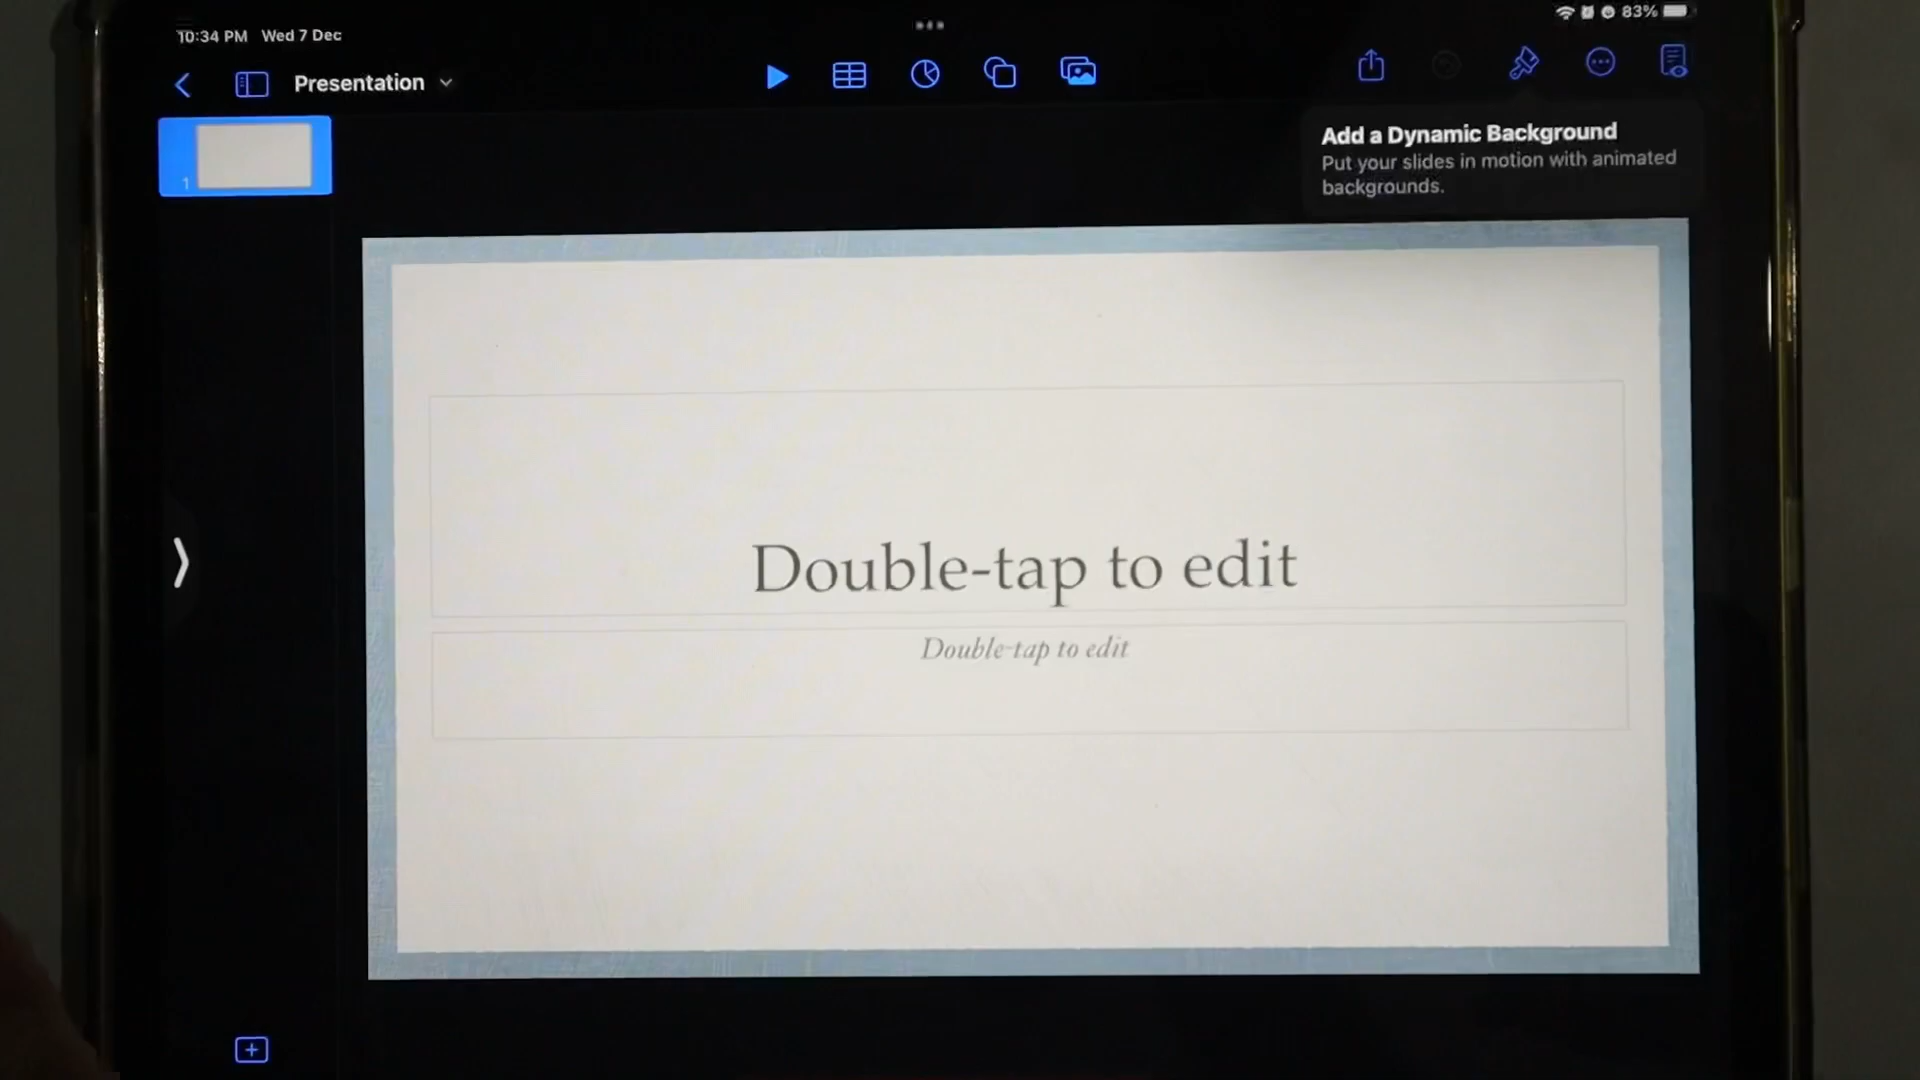 10:34 PM Wed 7 Dec
83%
Presentation
Add a Dynamic Background
Put your slides in motion with animated
backgrounds.
1
Double-tap to edit
Double-tap to edit